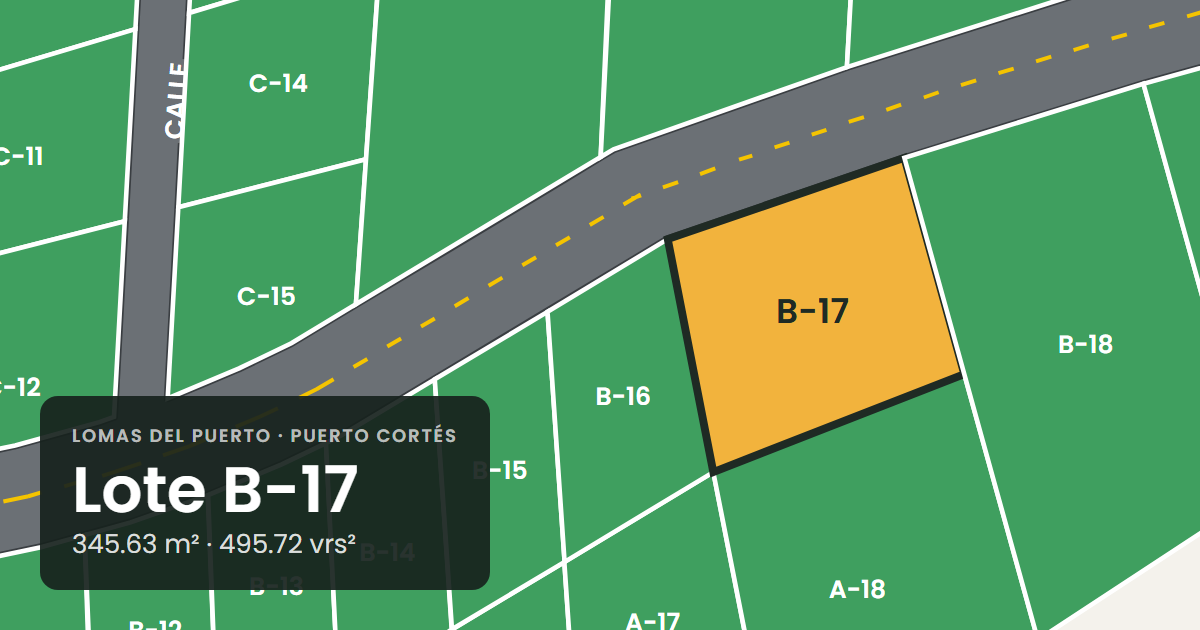 CALLE
C-14
C-11
C-15
B-17
B-18
C-12
B-16
LOMAS DEL PUERTO · PUERTO CORTÉS
Lote B-17
345.63 m² · 495.72 vrs²
B-15
B-14
B-13
A-18
B-12
A-17